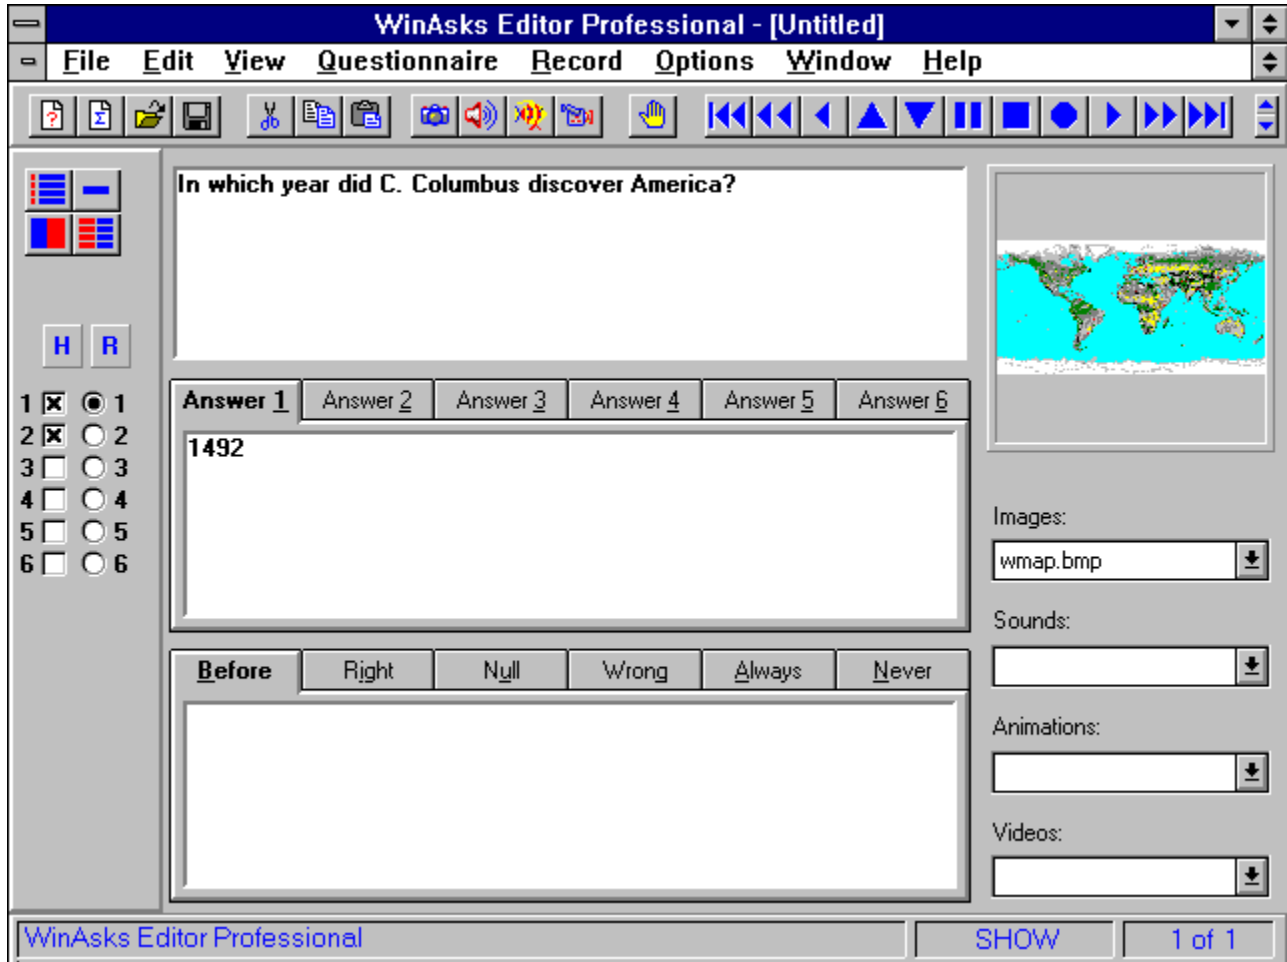 WinAsks Editor Professional - [Untitled]
File Edit View Questionnaire Record Options Window Help
In which year did C. Columbus discover America?
H R
1 1
2 2
3 3
4 4
5 5
6 6
Answer 1 Answer 2 Answer 3 Answer 4 Answer 5 Answer 6
1492
Before Right Null Wrong Always Never
Images:
wmap.bmp
Sounds:
Animations:
Videos:
WinAsks Editor Professional SHOW 1 of 1